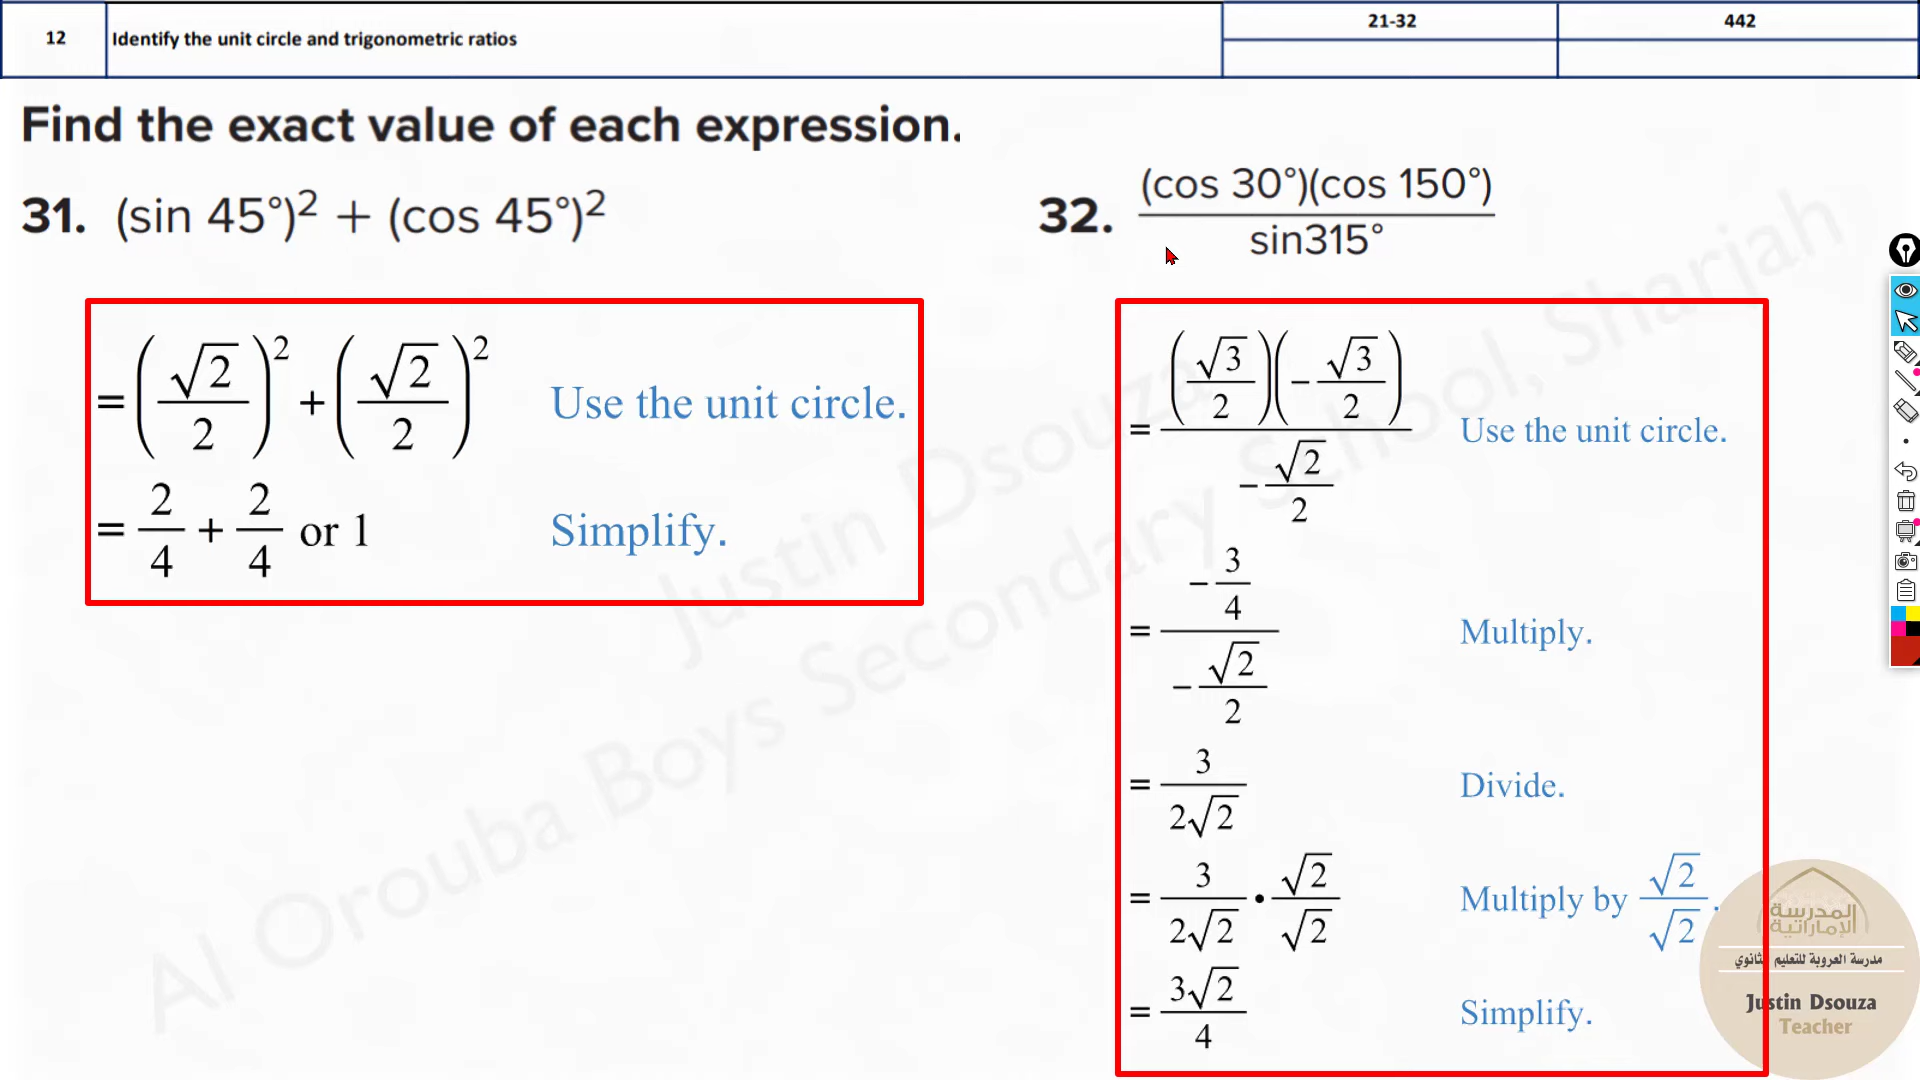 12
Identify the unit circle and trigonometric ratios
21-32
442
Find the exact value of each expression.
31. (sin 45°)² + (cos 45°)²
= (√2/2)² + (√2/2)² Use the unit circle.
= 2/4 + 2/4 or 1 Simplify.
32. (cos 30°)(cos 150°) / sin315°
= (√3/2)(−√3/2) / −√2/2 Use the unit circle.
= −3/4 / −√2/2 Multiply.
= 3/2√2 Divide.
= 3/2√2 • √2/√2 Multiply by √2/√2.
= 3√2/4 Simplify.
Justin Dsouza
Al Orouba Boys Secondary School, Sharjah
المدرسة
الإماراتية
مدرسة العروبة للتعليم الثانوي
Justin Dsouza
Teacher